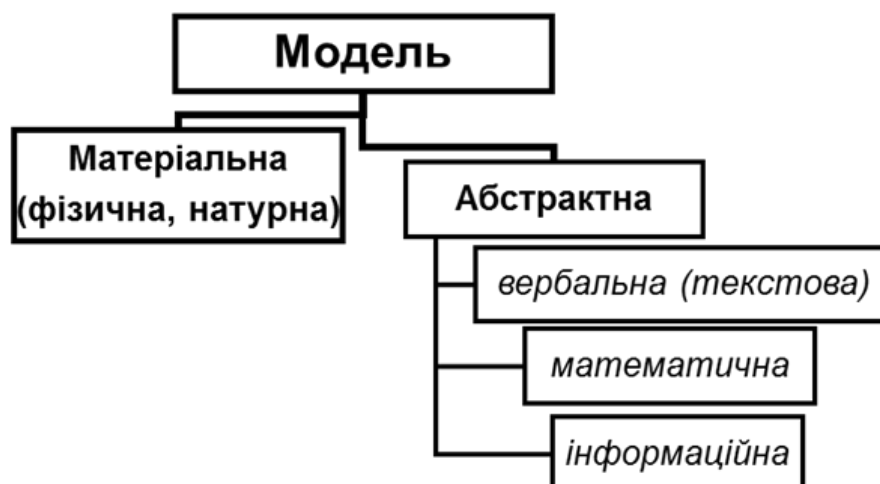 Модель
Матеріальна
(фізична, натурна)
Абстрактна
вербальна (текстова)
математична
інформаційна